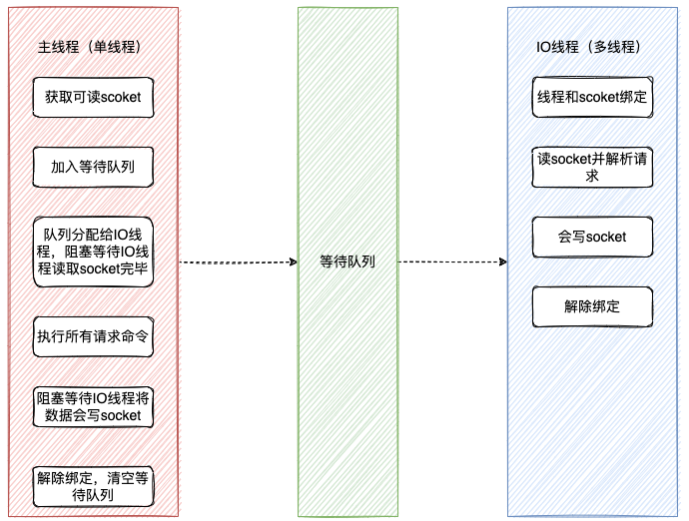 主线程（单线程）
获取可读scoket
加入等待队列
队列分配给IO线
程，阻塞等待IO线
程读取socket完毕
执行所有请求命令
阻塞等待IO线程将
数据会写socket
解除绑定，清空等
待队列
等待队列
IO线程（多线程）
线程和scoket绑定
读socket并解析请
求
会写socket
解除绑定